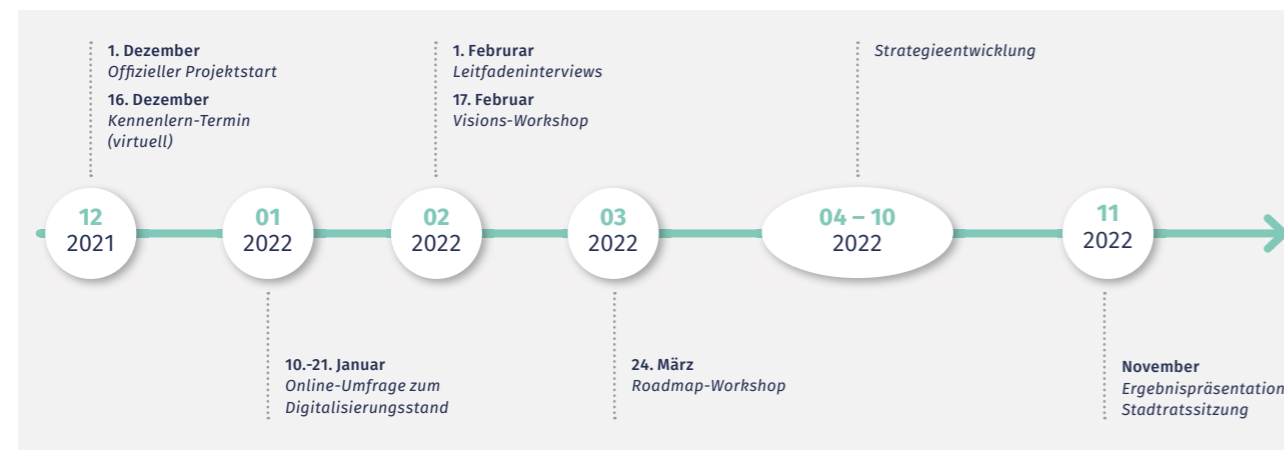 1. Dezember
Offizieller Projektstart
16. Dezember
Kennenlern-Termin
(virtuell)
1. Februrar
Leitfadeninterviews
17. Februar
Visions-Workshop
Strategieentwicklung
12
2021
01
2022
02
2022
03
2022
04 – 10
2022
11
2022
10.-21. Januar
Online-Umfrage zum
Digitalisierungsstand
24. März
Roadmap-Workshop
November
Ergebnispräsentation
Stadtratssitzung